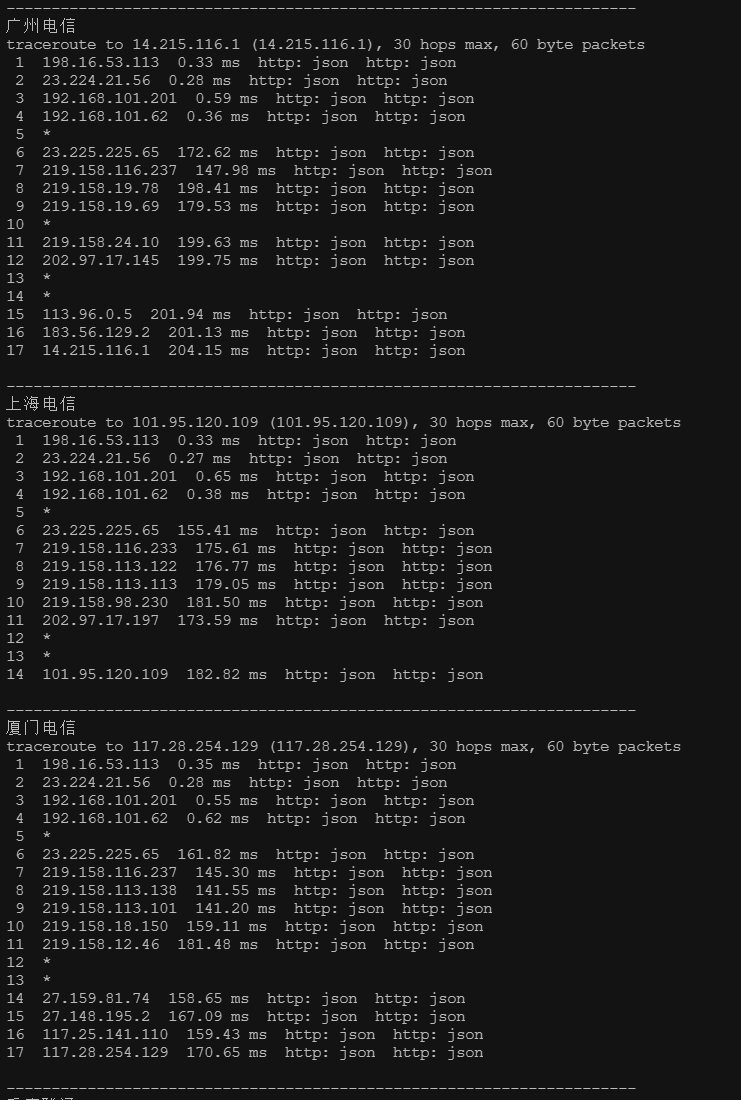 ----------------------------------------------------------------------
广州电信
traceroute to 14.215.116.1 (14.215.116.1), 30 hops max, 60 byte packets
 1  198.16.53.113  0.33 ms  http: json  http: json
 2  23.224.21.56  0.28 ms  http: json  http: json
 3  192.168.101.201  0.59 ms  http: json  http: json
 4  192.168.101.62  0.36 ms  http: json  http: json
 5  *
 6  23.225.225.65  172.62 ms  http: json  http: json
 7  219.158.116.237  147.98 ms  http: json  http: json
 8  219.158.19.78  198.41 ms  http: json  http: json
 9  219.158.19.69  179.53 ms  http: json  http: json
10  *
11  219.158.24.10  199.63 ms  http: json  http: json
12  202.97.17.145  199.75 ms  http: json  http: json
13  *
14  *
15  113.96.0.5  201.94 ms  http: json  http: json
16  183.56.129.2  201.13 ms  http: json  http: json
17  14.215.116.1  204.15 ms  http: json  http: json
----------------------------------------------------------------------
上海电信
traceroute to 101.95.120.109 (101.95.120.109), 30 hops max, 60 byte packets
 1  198.16.53.113  0.33 ms  http: json  http: json
 2  23.224.21.56  0.27 ms  http: json  http: json
 3  192.168.101.201  0.65 ms  http: json  http: json
 4  192.168.101.62  0.38 ms  http: json  http: json
 5  *
 6  23.225.225.65  155.41 ms  http: json  http: json
 7  219.158.116.233  175.61 ms  http: json  http: json
 8  219.158.113.122  176.77 ms  http: json  http: json
 9  219.158.113.113  179.05 ms  http: json  http: json
10  219.158.98.230  181.50 ms  http: json  http: json
11  202.97.17.197  173.59 ms  http: json  http: json
12  *
13  *
14  101.95.120.109  182.82 ms  http: json  http: json
----------------------------------------------------------------------
厦门电信
traceroute to 117.28.254.129 (117.28.254.129), 30 hops max, 60 byte packets
 1  198.16.53.113  0.35 ms  http: json  http: json
 2  23.224.21.56  0.28 ms  http: json  http: json
 3  192.168.101.201  0.55 ms  http: json  http: json
 4  192.168.101.62  0.62 ms  http: json  http: json
 5  *
 6  23.225.225.65  161.82 ms  http: json  http: json
 7  219.158.116.237  145.30 ms  http: json  http: json
 8  219.158.113.138  141.55 ms  http: json  http: json
 9  219.158.113.101  141.20 ms  http: json  http: json
10  219.158.18.150  159.11 ms  http: json  http: json
11  219.158.12.46  181.48 ms  http: json  http: json
12  *
13  *
14  27.159.81.74  158.65 ms  http: json  http: json
15  27.148.195.2  167.09 ms  http: json  http: json
16  117.25.141.110  159.43 ms  http: json  http: json
17  117.28.254.129  170.65 ms  http: json  http: json
----------------------------------------------------------------------